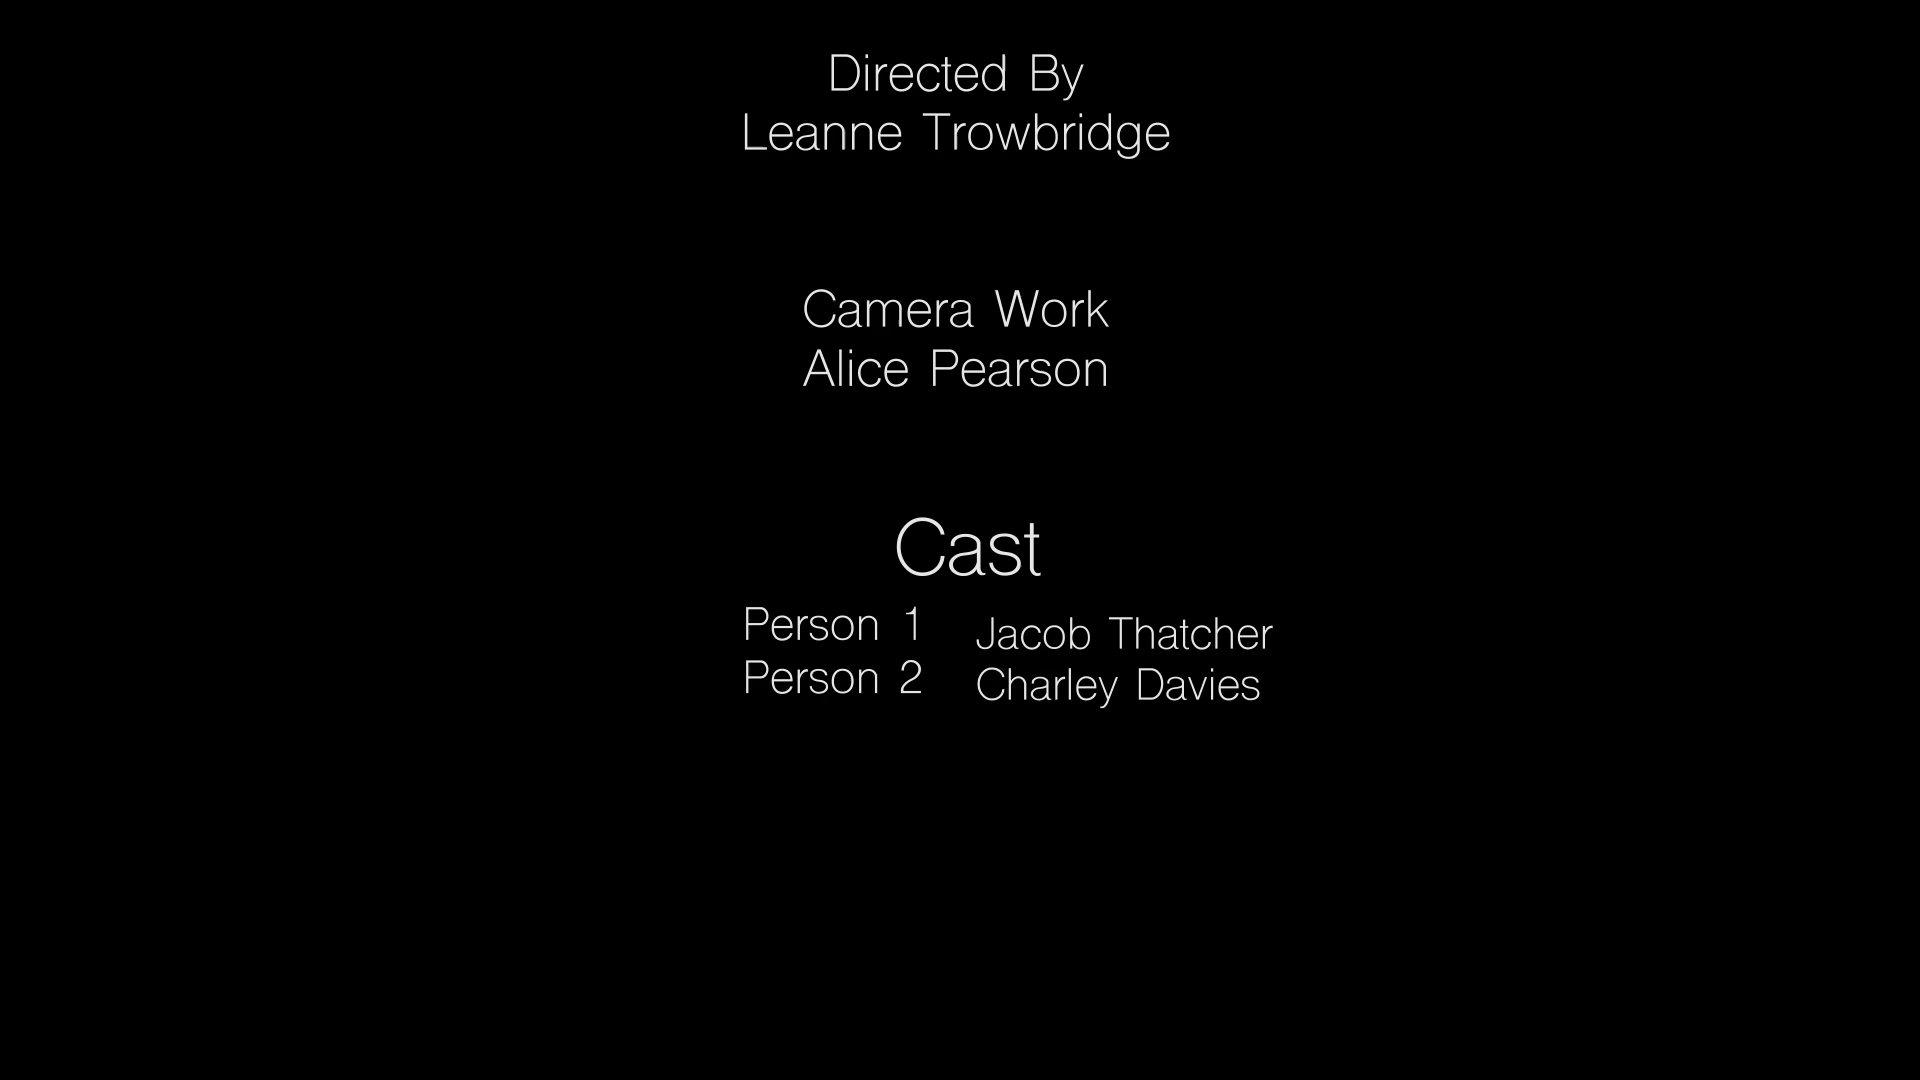 Directed By
Leanne Trowbridge
Camera Work
Alice Pearson
Cast
Person 1 Jacob Thatcher
Person 2 Charley Davies